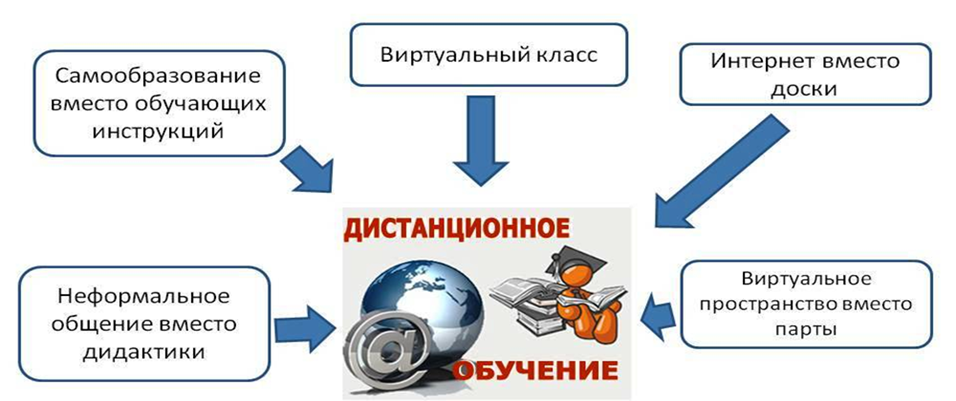 Самообразование
вместо обучающих
инструкций
Виртуальный класс
Интернет вместо
доски
ДИСТАНЦИОННОЕ
@
ОБУЧЕНИЕ
Неформальное
общение вместо
дидактики
Виртуальное
пространство вместо
парты